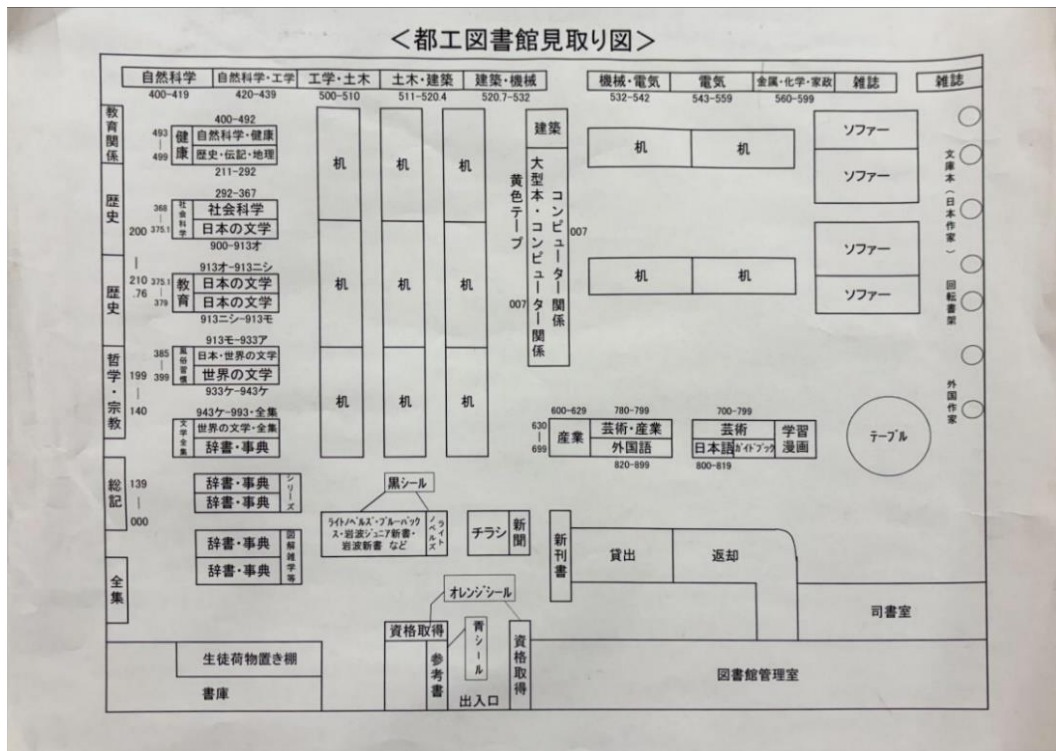 <都工図書館見取り図>
自然科学 自然科学・工学 工学・土木 土木・建築 建築・機械 機械・電気 電気 金属・化学・家政 雑誌 雑誌
400-419 420-439 500-510 511-520.4 520.7-532 532-542 543-559 560-599
教育関係
歴史
200
|
210
.76
歴史
哲学・宗教
199
|
140
総記
139
|
000
全集
400-492
493
|
499
健康
自然科学・健康
歴史・伝記・地理
211-292
292-367
368
|
375.1
社会科学
社会科学
日本の文学
900-913オ
913オ-913ニシ
375.1
|
379
教育
日本の文学
日本の文学
913ニシ-913モ
913モ-933ア
385
|
399
風俗習慣
日本・世界の文学
世界の文学
933ケ-943ケ
943ケ-993・全集
文学全集
世界の文学・全集
辞書・事典
辞書・事典
辞書・事典
シリーズ
辞書・事典
辞書・事典
図解雑学等
机 机 机
机 机 机
机 机 机
建築
大型本・コンピューター関係
コンピューター関係
黄色テープ
007
007
机 机
机 机
ソファー
ソファー
ソファー
ソファー
文庫本(日本作家)
回転書架
外国作家
600-629 780-799 700-799
630
|
699
産業
芸術・産業
外国語
820-899
芸術
日本語
ガイドブック
学習
漫画
800-819
テーブル
黒シール
ライトノベルズ・ブルーバック
ス・岩波ジュニア新書・
岩波新書 など
ライトノベルズ
チラシ
新聞
新刊書
貸出
返却
司書室
オレンジシール
資格取得
青シール
参考書
資格取得
出入口
図書館管理室
生徒荷物置き棚
書庫